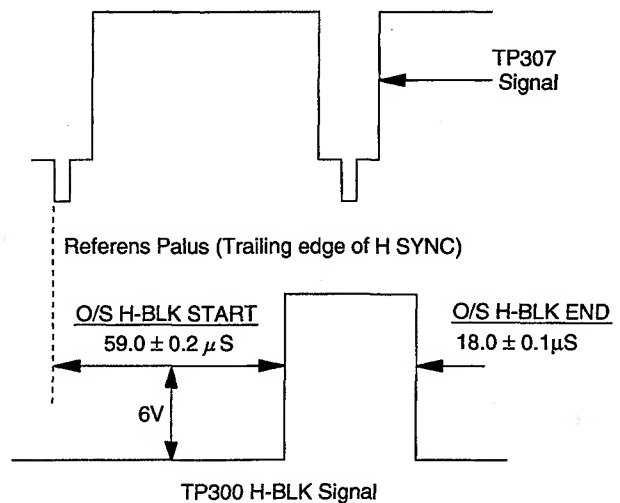 TP307
Signal
Referens Palus (Trailing edge of H SYNC)
O/S H-BLK START
59.0 ± 0.2 μS
O/S H-BLK END
18.0 ± 0.1μS
6V
TP300 H-BLK Signal